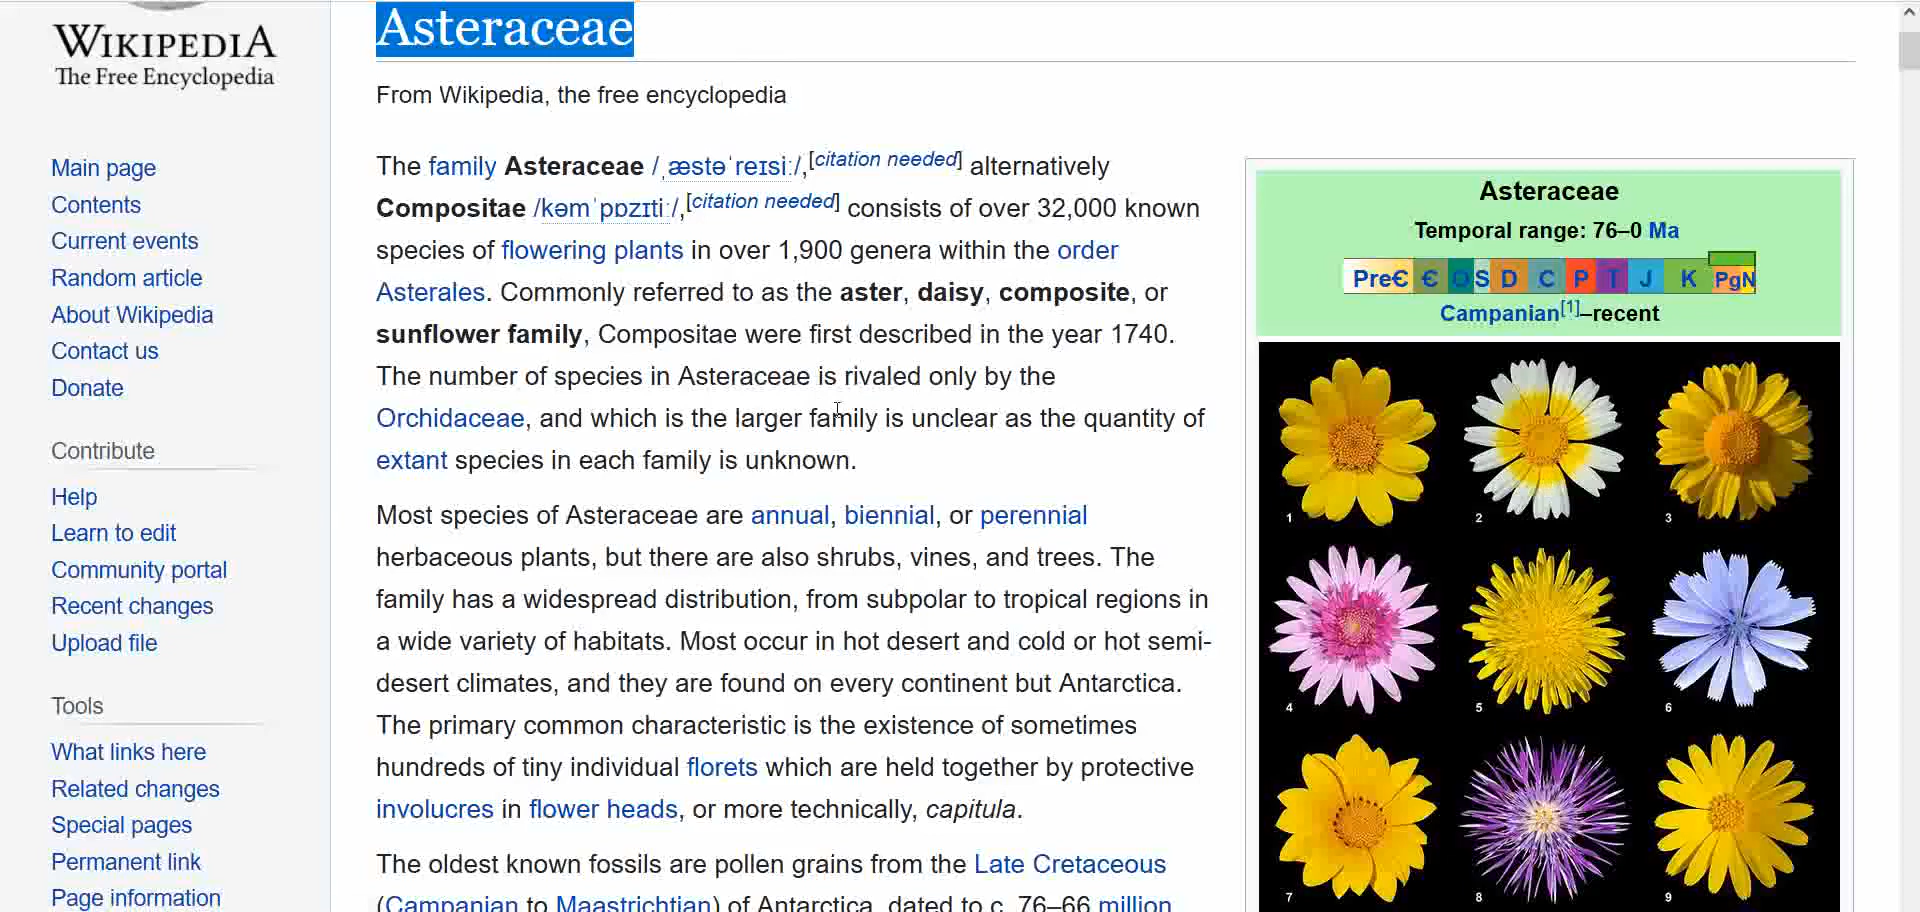 WIKIPEDIA
The Free Encyclopedia
Main page
Contents
Current events
Random article
About Wikipedia
Contact us
Donate
Contribute
Help
Learn to edit
Community portal
Recent changes
Upload file
Tools
What links here
Related changes
Special pages
Permanent link
Page information
Asteraceae
From Wikipedia, the free encyclopedia
The family Asteraceae /ˌæstəˈreɪsiː/,[citation needed] alternatively
Compositae /kəmˈpɒzɪtiː/,[citation needed] consists of over 32,000 known
species of flowering plants in over 1,900 genera within the order
Asterales. Commonly referred to as the aster, daisy, composite, or
sunflower family, Compositae were first described in the year 1740.
The number of species in Asteraceae is rivaled only by the
Orchidaceae, and which is the larger family is unclear as the quantity of
extant species in each family is unknown.
Most species of Asteraceae are annual, biennial, or perennial
herbaceous plants, but there are also shrubs, vines, and trees. The
family has a widespread distribution, from subpolar to tropical regions in
a wide variety of habitats. Most occur in hot desert and cold or hot semi-
desert climates, and they are found on every continent but Antarctica.
The primary common characteristic is the existence of sometimes
hundreds of tiny individual florets which are held together by protective
involucres in flower heads, or more technically, capitula.
The oldest known fossils are pollen grains from the Late Cretaceous
(Campanian to Maastrichtian) of Antarctica, dated to c. 76–66 million
Asteraceae
Temporal range: 76–0 Ma
PreꞒ Ꞓ O S D C P T J K Pg N
Campanian[1]–recent
1 2 3
4 5 6
7 8 9